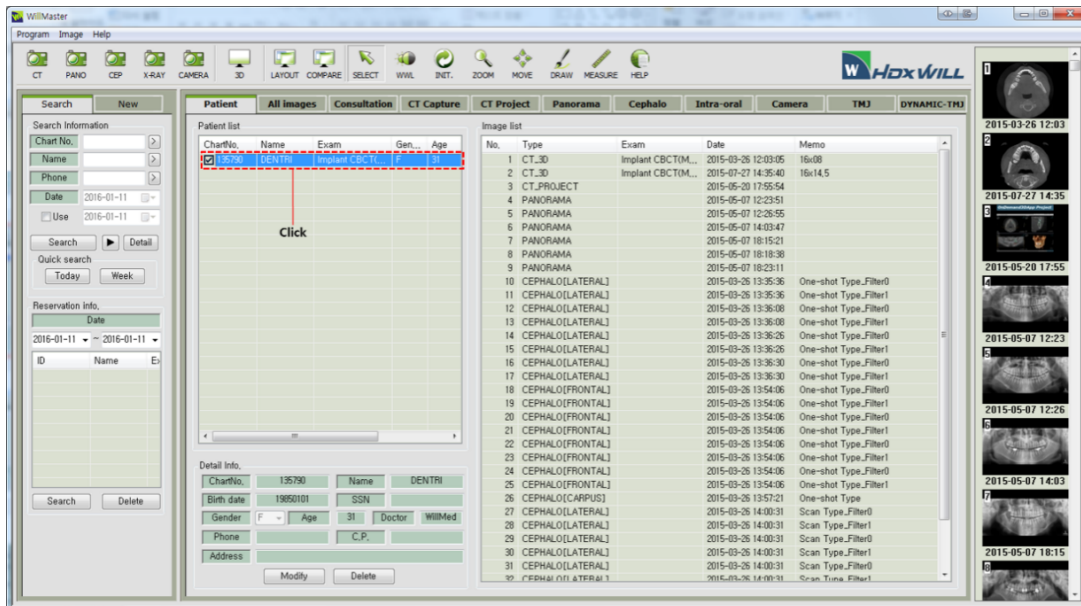 WillMaster
Program Image Help
CT PANO CEP X-RAY CAMERA 3D LAYOUT COMPARE SELECT WWL INIT. ZOOM MOVE DRAW MEASURE HELP
W HDX WILL
Search New
Search Information
Chart No,
Name
Phone
Date 2016-01-11
Use 2016-01-11
Search Detail
Quick search
Today Week
Reservation Info,
Date
2016-01-11 ~ 2016-01-11
ID Name E
Search Delete
Patient All images Consultation CT Capture CT Project Panorama Cephalo Intra-oral Camera TMJ DYNAMIC-TMJ
Patient list
ChartNo, Name Exam Gen... Age
135790 DENTRI Implant CBCT(... F 31
Click
Detail Info,
ChartNo, 135790 Name DENTRI
Birth date 19850101 SSN
Gender F Age 31 Doctor WillMed
Phone C,P,
Address
Modify Delete
Image list
No, Type Exam Date Memo
1 CT_3D Implant CBCT(M... 2015-03-26 12:03:05 16x08
2 CT_3D Implant CBCT(M... 2015-07-27 14:35:40 16x14,5
3 CT_PROJECT 2015-05-20 17:55:54
4 PANORAMA 2015-05-07 12:23:51
5 PANORAMA 2015-05-07 12:26:55
6 PANORAMA 2015-05-07 14:03:47
7 PANORAMA 2015-05-07 18:15:21
8 PANORAMA 2015-05-07 18:18:38
9 PANORAMA 2015-05-07 18:23:11
10 CEPHALO[LATERAL] 2015-03-26 13:35:36 One-shot Type_Filter0
11 CEPHALO[LATERAL] 2015-03-26 13:35:36 One-shot Type_Filter1
12 CEPHALO[LATERAL] 2015-03-26 13:36:08 One-shot Type_Filter0
13 CEPHALO[LATERAL] 2015-03-26 13:36:08 One-shot Type_Filter1
14 CEPHALO[LATERAL] 2015-03-26 13:36:26 One-shot Type_Filter0
15 CEPHALO[LATERAL] 2015-03-26 13:36:26 One-shot Type_Filter1
16 CEPHALO[LATERAL] 2015-03-26 13:36:30 One-shot Type_Filter0
17 CEPHALO[LATERAL] 2015-03-26 13:36:30 One-shot Type_Filter1
18 CEPHALO[FRONTAL] 2015-03-26 13:54:06 One-shot Type_Filter0
19 CEPHALO[FRONTAL] 2015-03-26 13:54:06 One-shot Type_Filter1
20 CEPHALO[FRONTAL] 2015-03-26 13:54:06 One-shot Type_Filter0
21 CEPHALO[FRONTAL] 2015-03-26 13:54:06 One-shot Type_Filter1
22 CEPHALO[FRONTAL] 2015-03-26 13:54:06 One-shot Type_Filter0
23 CEPHALO[FRONTAL] 2015-03-26 13:54:06 One-shot Type_Filter1
24 CEPHALO[FRONTAL] 2015-03-26 13:54:06 One-shot Type_Filter0
25 CEPHALO[FRONTAL] 2015-03-26 13:54:06 One-shot Type_Filter1
26 CEPHALO[CARPUS] 2015-03-26 13:57:21 One-shot Type
27 CEPHALO[LATERAL] 2015-03-26 14:00:31 Scan Type_Filter0
28 CEPHALO[LATERAL] 2015-03-26 14:00:31 Scan Type_Filter1
29 CEPHALO[LATERAL] 2015-03-26 14:00:31 Scan Type_Filter0
30 CEPHALO[LATERAL] 2015-03-26 14:00:31 Scan Type_Filter1
31 CEPHALO[LATERAL] 2015-03-26 14:00:31 Scan Type_Filter0
32 CEPHALO[LATERAL] 2015-03-26 14:00:31 Scan Type_Filter1
1
2015-03-26 12:03
2
2015-07-27 14:35
3
2015-05-20 17:55
4
2015-05-07 12:23
5
2015-05-07 12:26
6
2015-05-07 14:03
7
2015-05-07 18:15
8